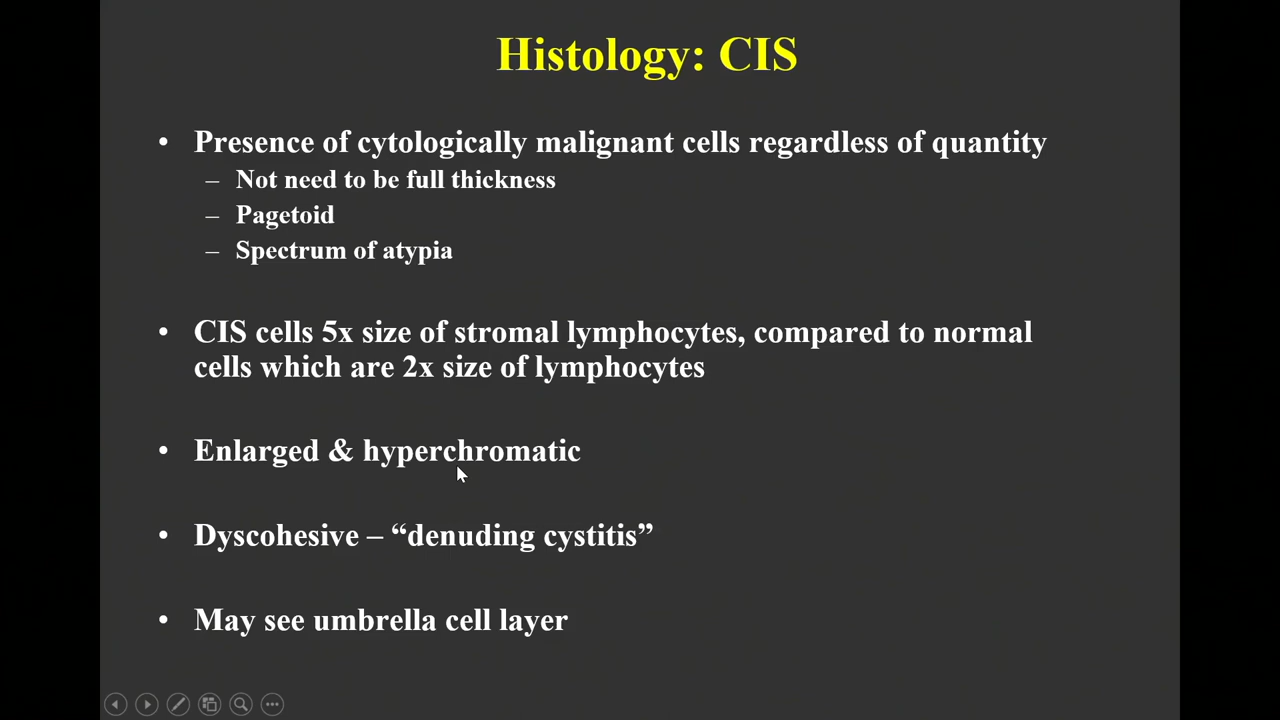 Histology: CIS
• Presence of cytologically malignant cells regardless of quantity
– Not need to be full thickness
– Pagetoid
– Spectrum of atypia
• CIS cells 5x size of stromal lymphocytes, compared to normal
cells which are 2x size of lymphocytes
• Enlarged & hyperchromatic
• Dyscohesive – “denuding cystitis”
• May see umbrella cell layer